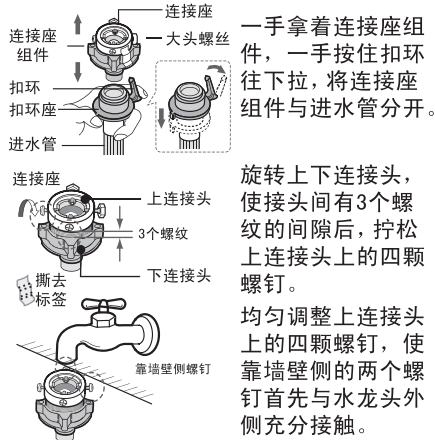 连接座
连接座
组件
大头螺丝
扣环
扣环座
进水管
一手拿着连接座组
件，一手按住扣环
往下拉，将连接座
组件与进水管分开。
连接座
上连接头
3个螺纹
下连接头
撕去
标签
旋转上下连接头，
使接头间有3个螺
纹的间隙后，拧松
上连接头上的四颗
螺钉。
靠墙壁侧螺钉
均匀调整上连接头
上的四颗螺钉，使
靠墙壁侧的两个螺
钉首先与水龙头外
侧充分接触。